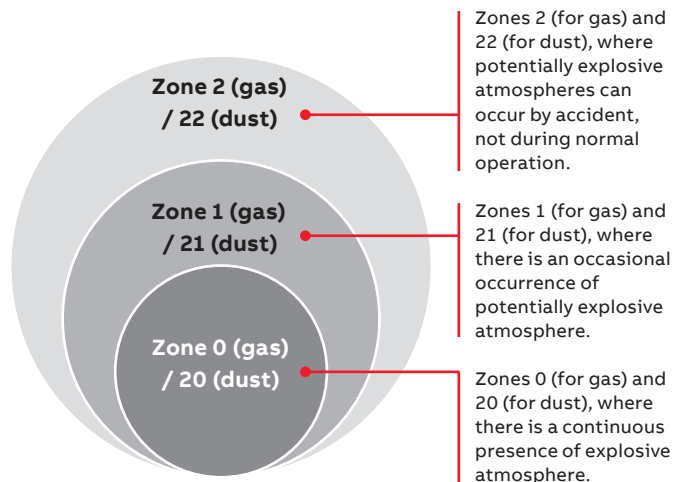 Zone 2 (gas)
/ 22 (dust)
Zones 2 (for gas) and
22 (for dust), where
potentially explosive
atmospheres can
occur by accident,
not during normal
operation.
Zone 1 (gas)
/ 21 (dust)
Zones 1 (for gas) and
21 (for dust), where
there is an occasional
occurrence of
potentially explosive
atmosphere.
Zone 0 (gas)
/ 20 (dust)
Zones 0 (for gas) and
20 (for dust), where
there is a continuous
presence of explosive
atmosphere.